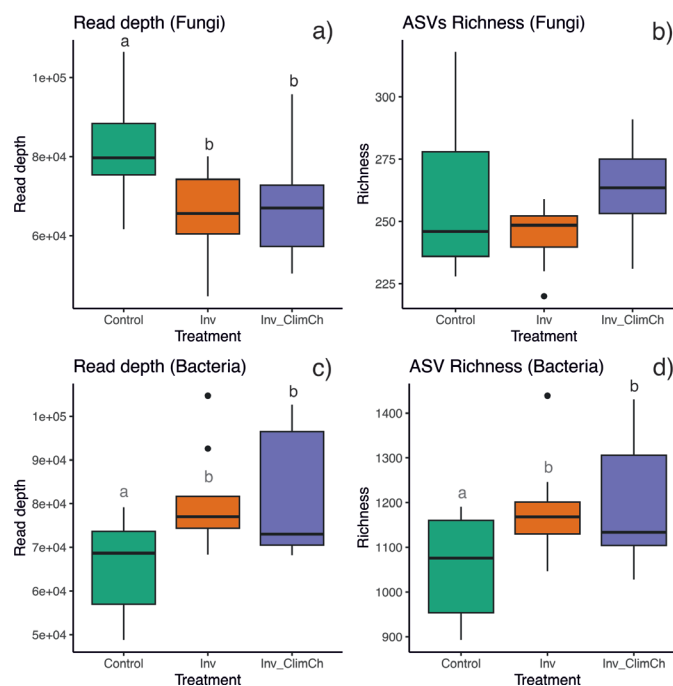 Read depth (Fungi)
a)
a
b
b
1e+05
8e+04
6e+04
Read depth
Control
Inv
Inv_ClimCh
Treatment
ASVs Richness (Fungi)
b)
300
275
250
225
Richness
Control
Inv
Inv_ClimCh
Treatment
Read depth (Bacteria)
c)
a
b
b
1e+05
9e+04
8e+04
7e+04
6e+04
5e+04
Read depth
Control
Inv
Inv_ClimCh
Treatment
ASV Richness (Bacteria)
d)
a
b
b
1400
1300
1200
1100
1000
900
Richness
Control
Inv
Inv_ClimCh
Treatment